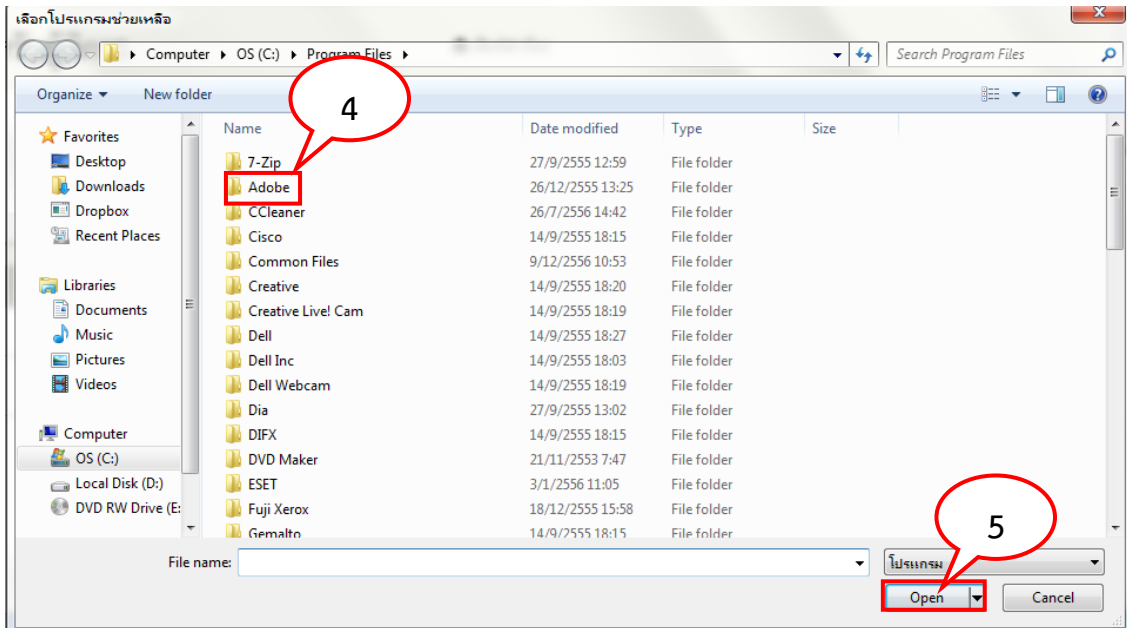 เลือกโปรแกรมช่วยเหลือ
Computer OS (C:) Program Files Search Program Files
Organize New folder
4
Name Date modified Type Size
Favorites
Desktop
Downloads
Dropbox
Recent Places
Libraries
Documents
Music
Pictures
Videos
Computer
OS (C:)
Local Disk (D:)
DVD RW Drive (E:
7-Zip 27/9/2555 12:59 File folder
Adobe 26/12/2555 13:25 File folder
CCleaner 26/7/2556 14:42 File folder
Cisco 14/9/2555 18:15 File folder
Common Files 9/12/2556 10:53 File folder
Creative 14/9/2555 18:20 File folder
Creative Live! Cam 14/9/2555 18:19 File folder
Dell 14/9/2555 18:27 File folder
Dell Inc 14/9/2555 18:03 File folder
Dell Webcam 14/9/2555 18:19 File folder
Dia 27/9/2555 13:02 File folder
DIFX 14/9/2555 18:15 File folder
DVD Maker 21/11/2553 7:47 File folder
ESET 3/1/2556 11:05 File folder
Fuji Xerox 18/12/2555 15:58 File folder
Gemalto 14/9/2555 18:15 File folder
5
File name: โปรแกรม
Open Cancel